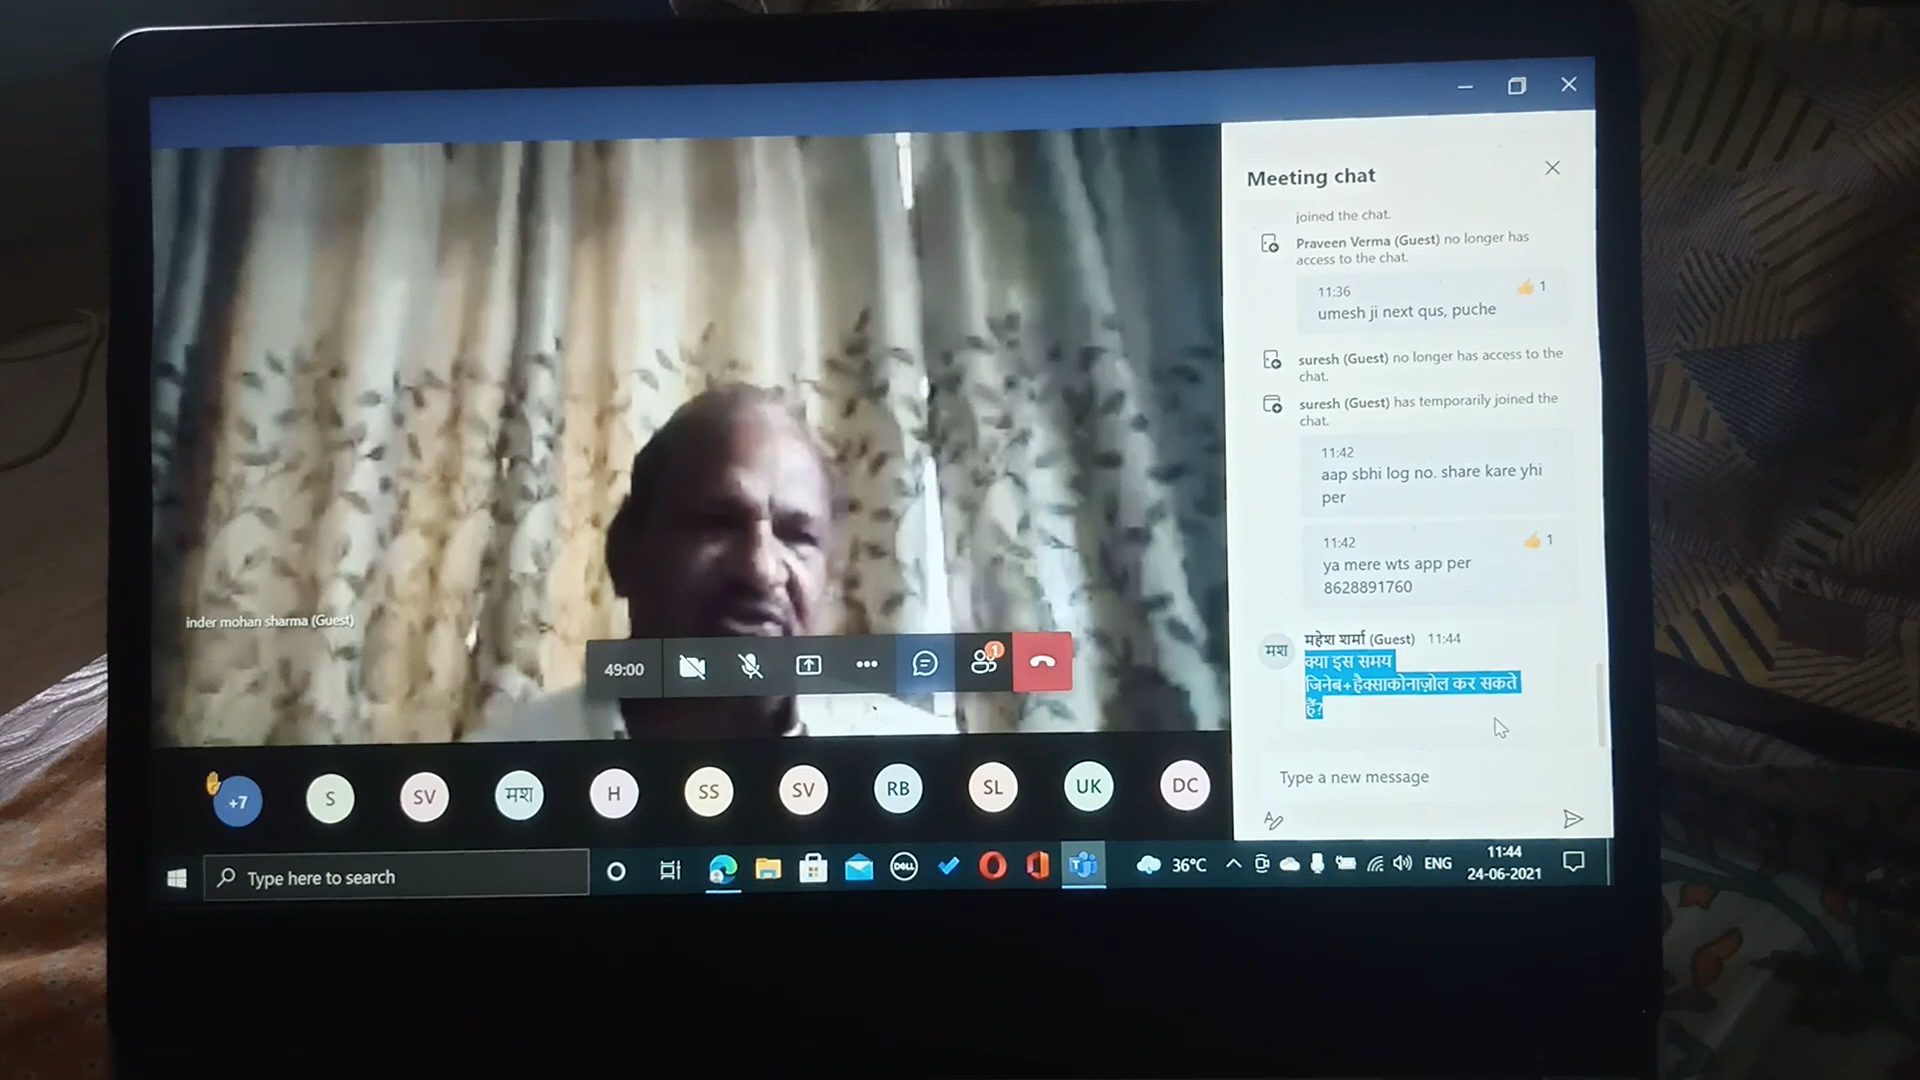 Meeting chat
joined the chat.
Praveen Verma (Guest) no longer has
access to the chat.
11:36
1
umesh ji next qus, puche
suresh (Guest) no longer has access to the
chat.
suresh (Guest) has temporarily joined the
chat.
11:42
aap sbhi log no. share kare yhi
per
11:42
1
ya mere wts app per
8628891760
मश
महेश शर्मा (Guest) 11:44
क्या इस समय
जिनेब+हैक्साकोनाज़ोल कर सकते
हैं?
Type a new message
inder mohan sharma (Guest)
49:00
1
+7
S
SV
मश
H
SS
SV
RB
SL
UK
DC
Type here to search
DELL
36°C
ENG
11:44
24-06-2021